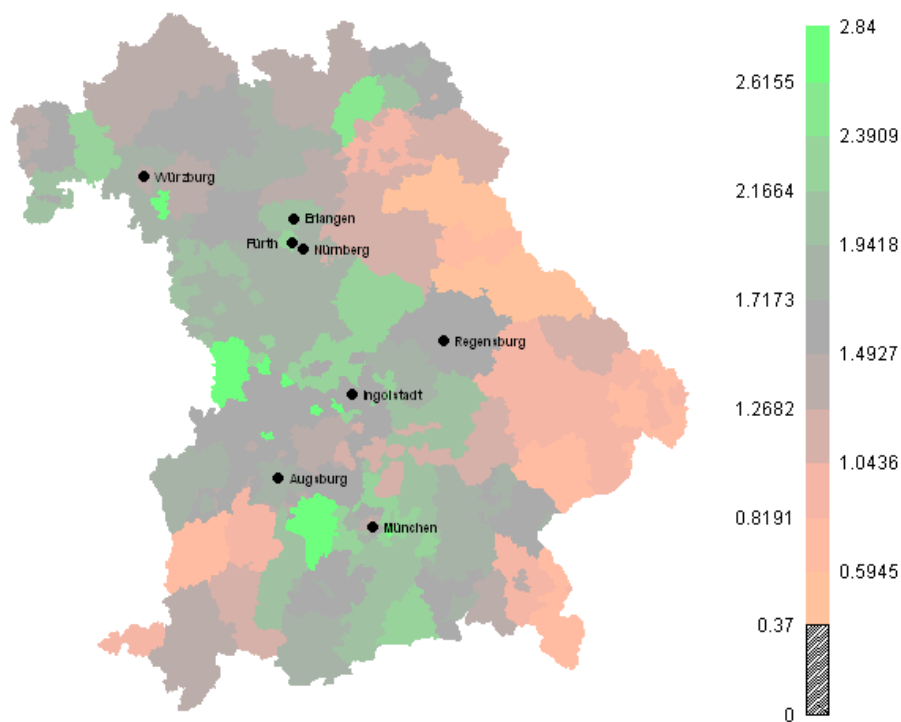 2.84
2.6155
2.3909
Würzburg
2.1664
Erlangen
Fürth
Nürnberg
1.9418
1.7173
Regensburg
1.4927
Ingolstadt
1.2682
1.0436
Augsburg
0.8191
München
0.5945
0.37
0